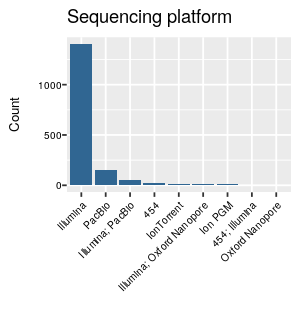 Sequencing platform
Count
1000
500
0
Illumina
PacBio
Illumina; PacBio
454
IonTorrent
Illumina; Oxford Nanopore
Ion PGM
454; Illumina
Oxford Nanopore